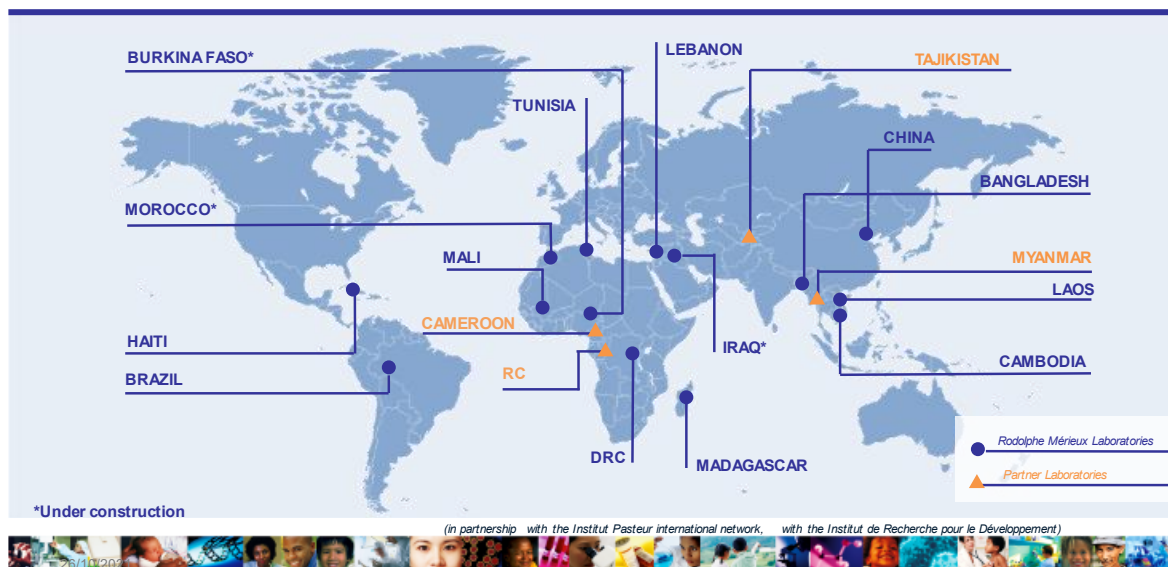 BURKINA FASO*
LEBANON
TAJIKISTAN
TUNISIA
CHINA
BANGLADESH
MOROCCO*
MALI
MYANMAR
LAOS
CAMEROON
HAITI
IRAQ*
CAMBODIA
RC
BRAZIL
DRC
MADAGASCAR
Rodolphe Mérieux Laboratories
Partner Laboratories
*Under construction
(in partnership with the Institut Pasteur international network, with the Institut de Recherche pour le Développement)